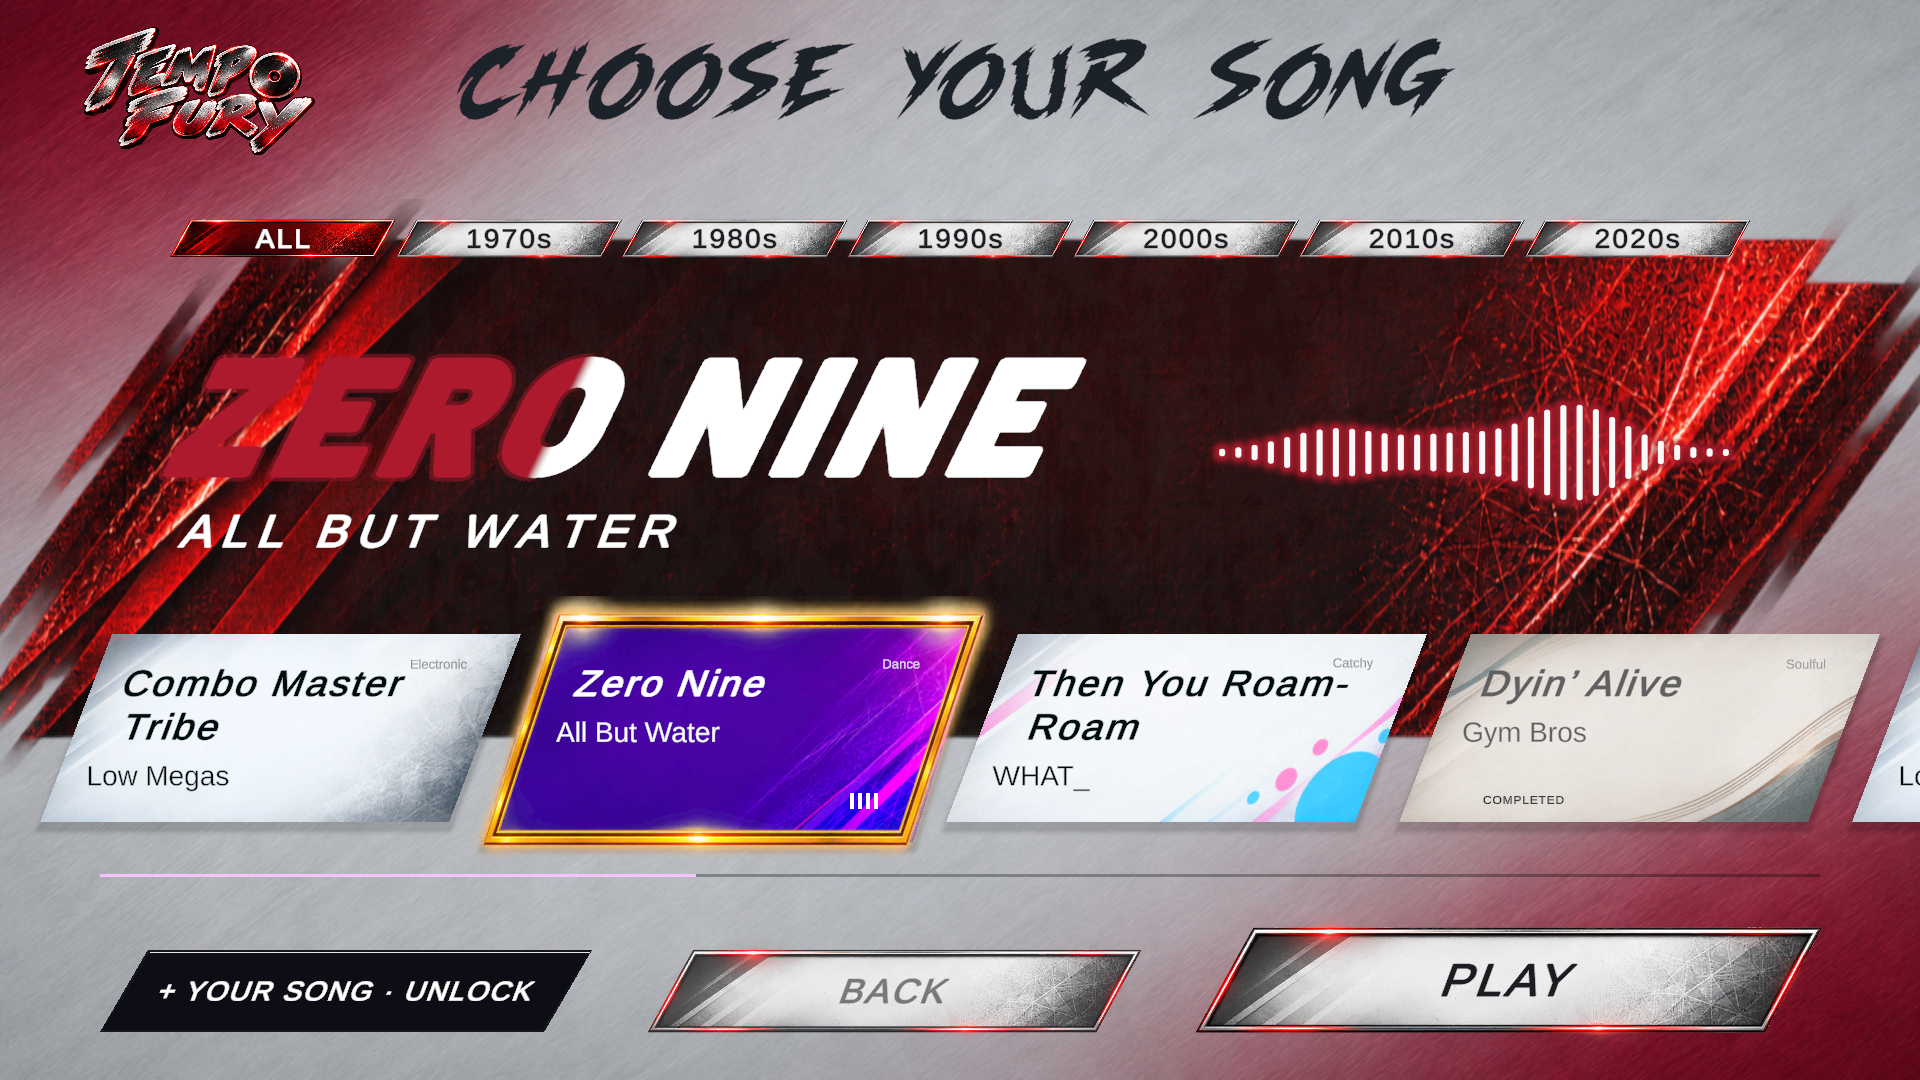 TEMPO
FURY
CHOOSE YOUR SONG
ALL
1970s
1980s
1990s
2000s
2010s
2020s
ZERO NINE
ALL BUT WATER
Combo Master
Tribe
Electronic
Low Megas
Zero Nine
Dance
All But Water
Then You Roam-
Roam
Catchy
WHAT_
Dyin’ Alive
Soulful
Gym Bros
COMPLETED
+ YOUR SONG · UNLOCK
BACK
PLAY